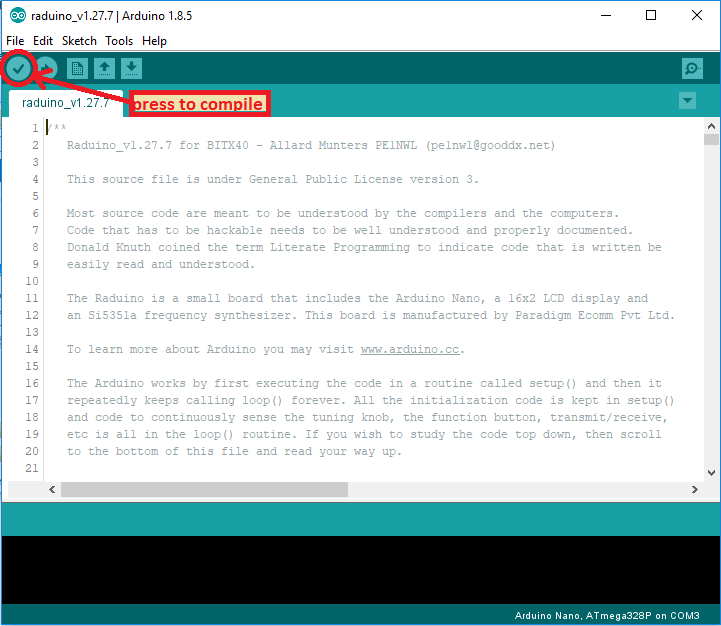 raduino_v1.27.7 | Arduino 1.8.5
File Edit Sketch Tools Help
raduino_v1.27.7
press to compile
1 /**
2 Raduino_v1.27.7 for BITX40 - Allard Munters PE1NWL (pe1nwl@gooddx.net)
3
4 This source file is under General Public License version 3.
5
6 Most source code are meant to be understood by the compilers and the computers.
7 Code that has to be hackable needs to be well understood and properly documented.
8 Donald Knuth coined the term Literate Programming to indicate code that is written be
9 easily read and understood.
10
11 The Raduino is a small board that includes the Arduino Nano, a 16x2 LCD display and
12 an Si5351a frequency synthesizer. This board is manufactured by Paradigm Ecomm Pvt Ltd.
13
14 To learn more about Arduino you may visit www.arduino.cc.
15
16 The Arduino works by first executing the code in a routine called setup() and then it
17 repeatedly keeps calling loop() forever. All the initialization code is kept in setup()
18 and code to continuously sense the tuning knob, the function button, transmit/receive,
19 etc is all in the loop() routine. If you wish to study the code top down, then scroll
20 to the bottom of this file and read your way up.
21
Arduino Nano, ATmega328P on COM3